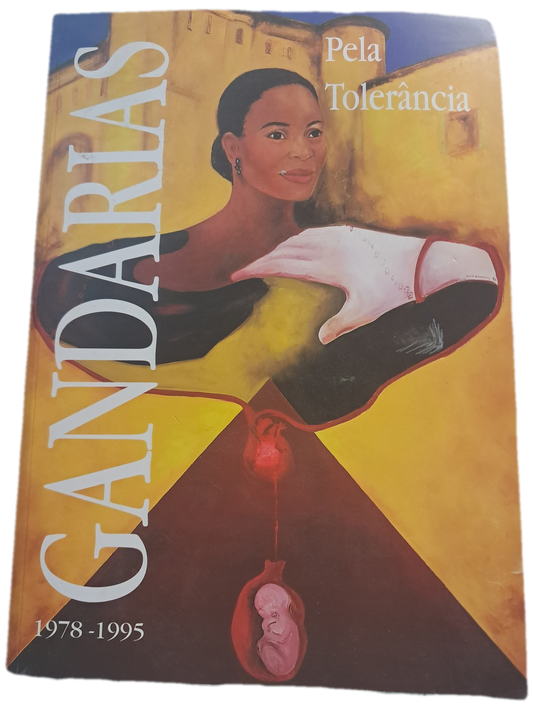 GANDARIAS
Pela
Tolerância
1978 -1995